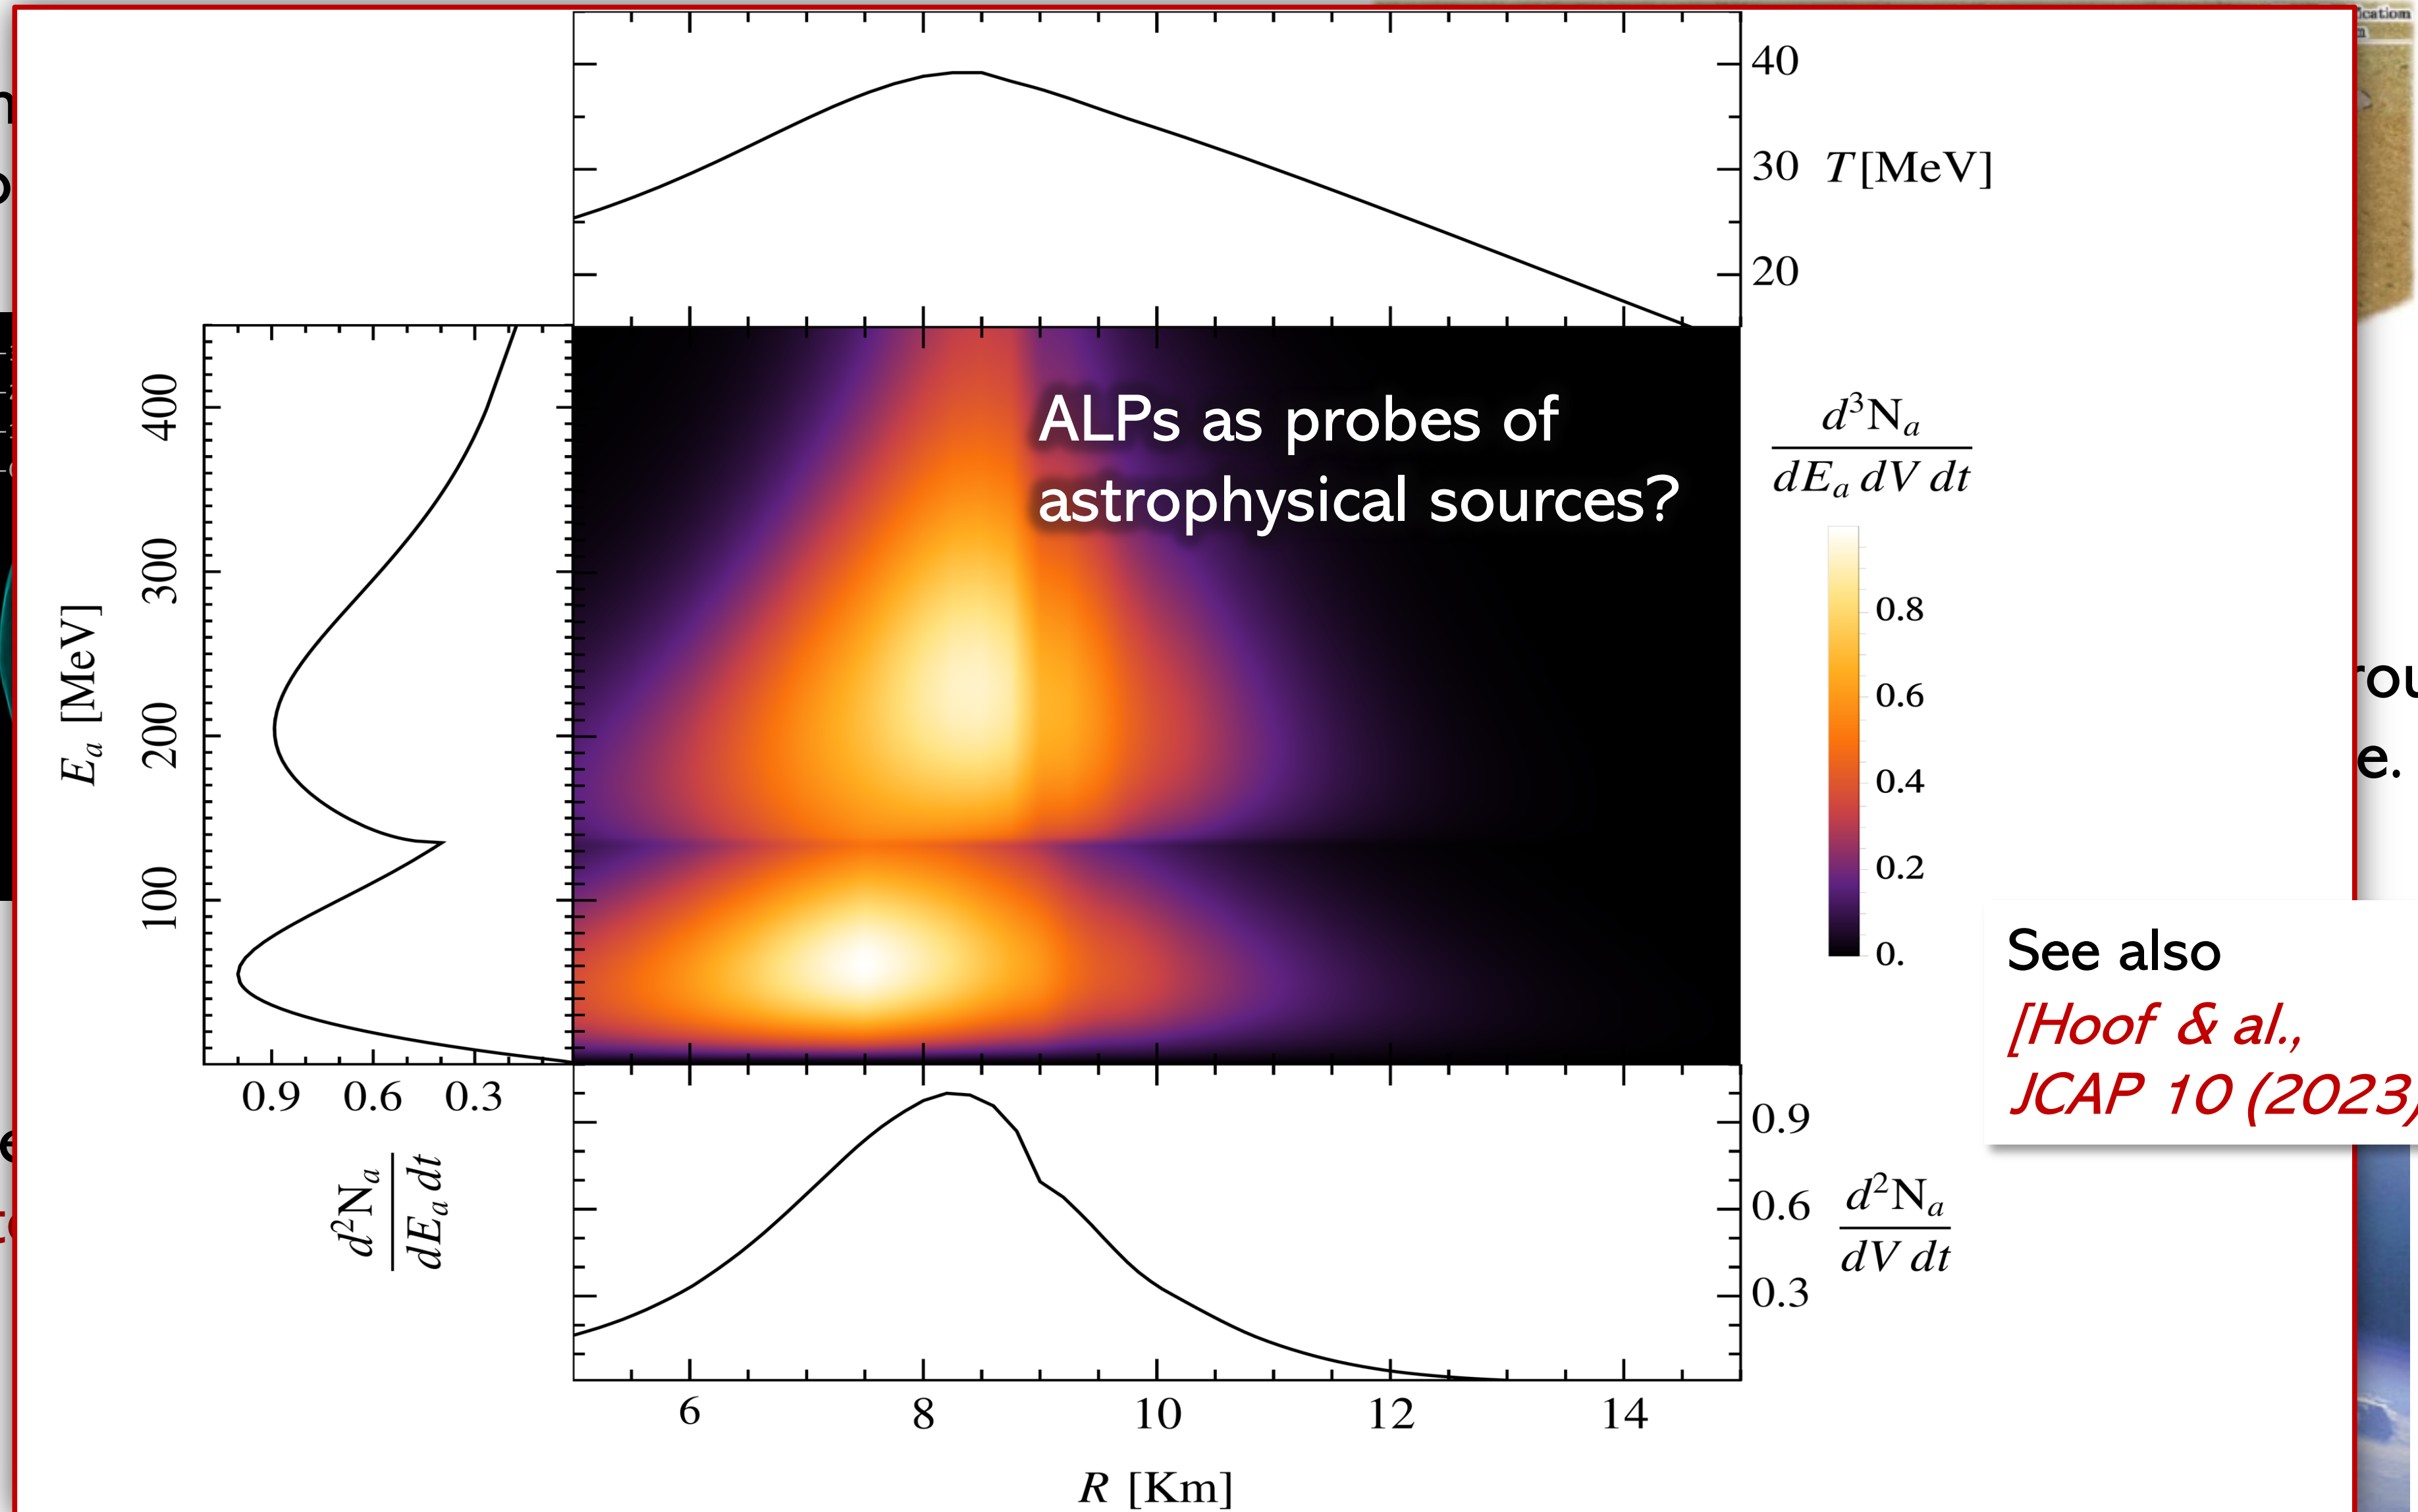 40
30 T[MeV]
20
400
300
200
100
E_a [MeV]
ALPs as probes of
astrophysical sources?
d³N_a
dE_a dV dt
0.8
0.6
0.4
0.2
0.
See also
[Hoof & al.,
JCAP 10 (2023)
e.
0.9 0.6 0.3
d²N_a
dE_a dt
0.9
0.6
0.3
d²N_a
dV dt
6 8 10 12 14
R [Km]